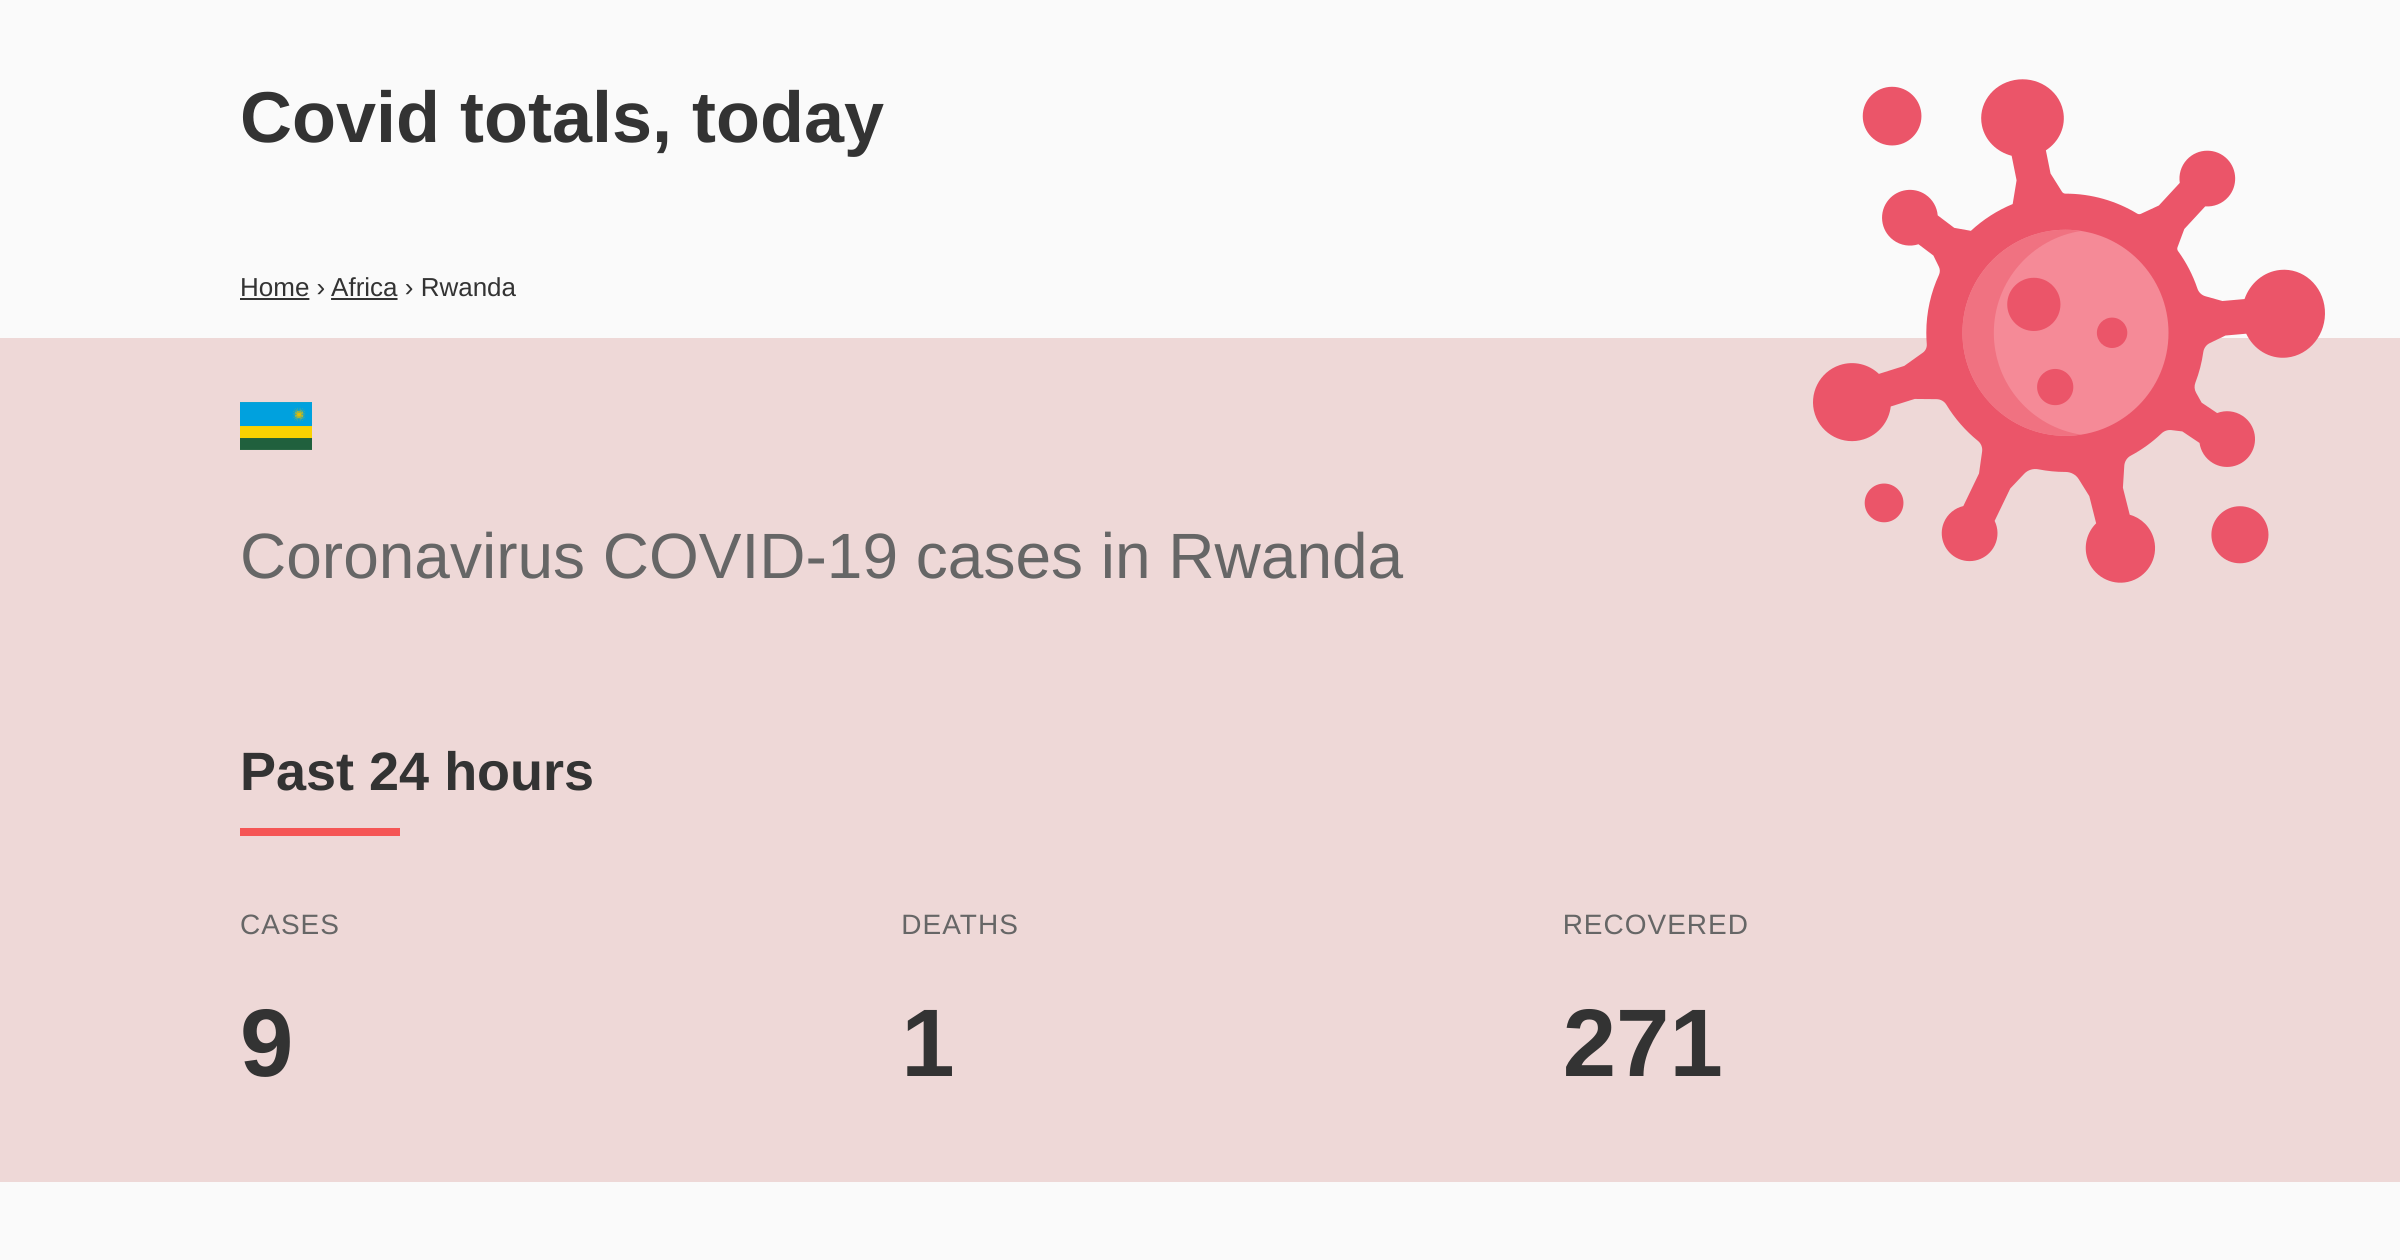 Covid totals, today
Home › Africa › Rwanda
Coronavirus COVID-19 cases in Rwanda
Past 24 hours
CASES DEATHS RECOVERED
9 1 271